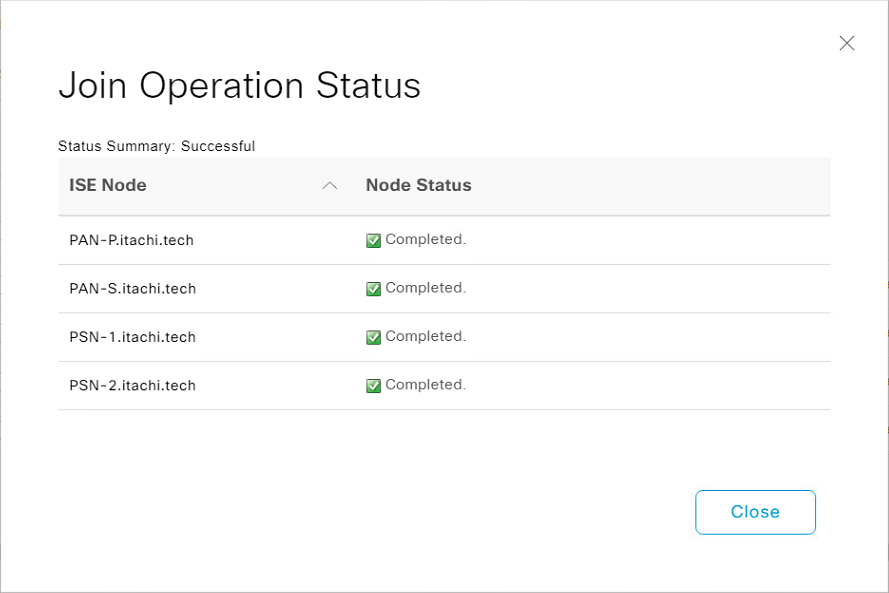 Join Operation Status
Status Summary: Successful
ISE Node Node Status
PAN-P.itachi.tech Completed.
PAN-S.itachi.tech Completed.
PSN-1.itachi.tech Completed.
PSN-2.itachi.tech Completed.
Close